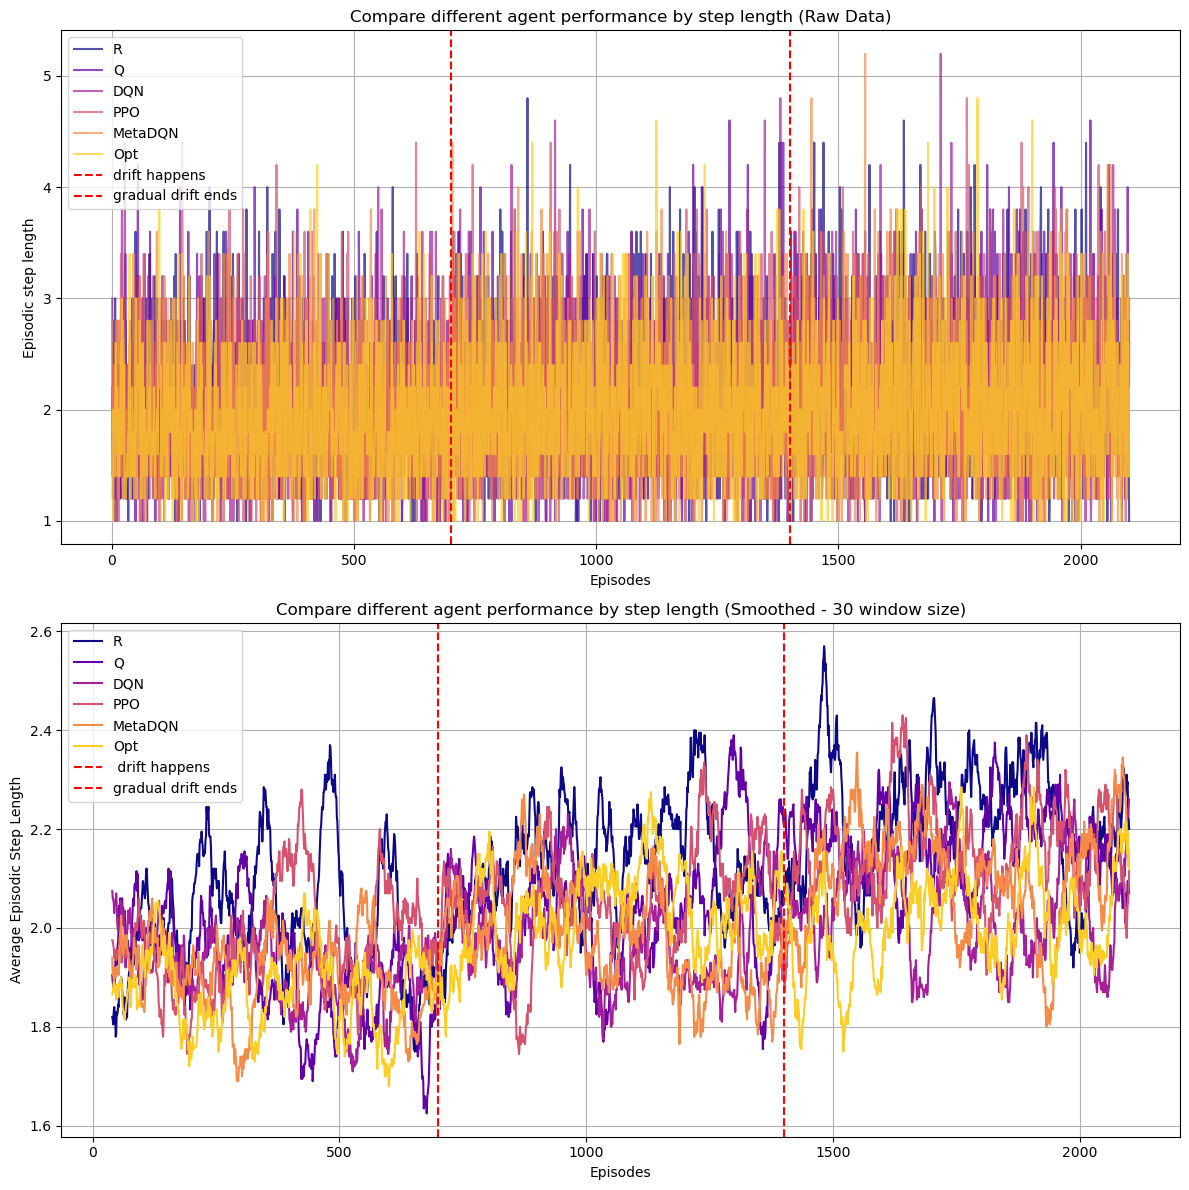 Compare different agent performance by step length (Raw Data)
R
Q
DQN
PPO
MetaDQN
Opt
drift happens
gradual drift ends
5
4
3
2
1
Episodic step length
0 500 1000 1500 2000
Episodes
Compare different agent performance by step length (Smoothed - 30 window size)
R
Q
DQN
PPO
MetaDQN
Opt
drift happens
gradual drift ends
2.6
2.4
2.2
2.0
1.8
1.6
Average Episodic Step Length
0 500 1000 1500 2000
Episodes